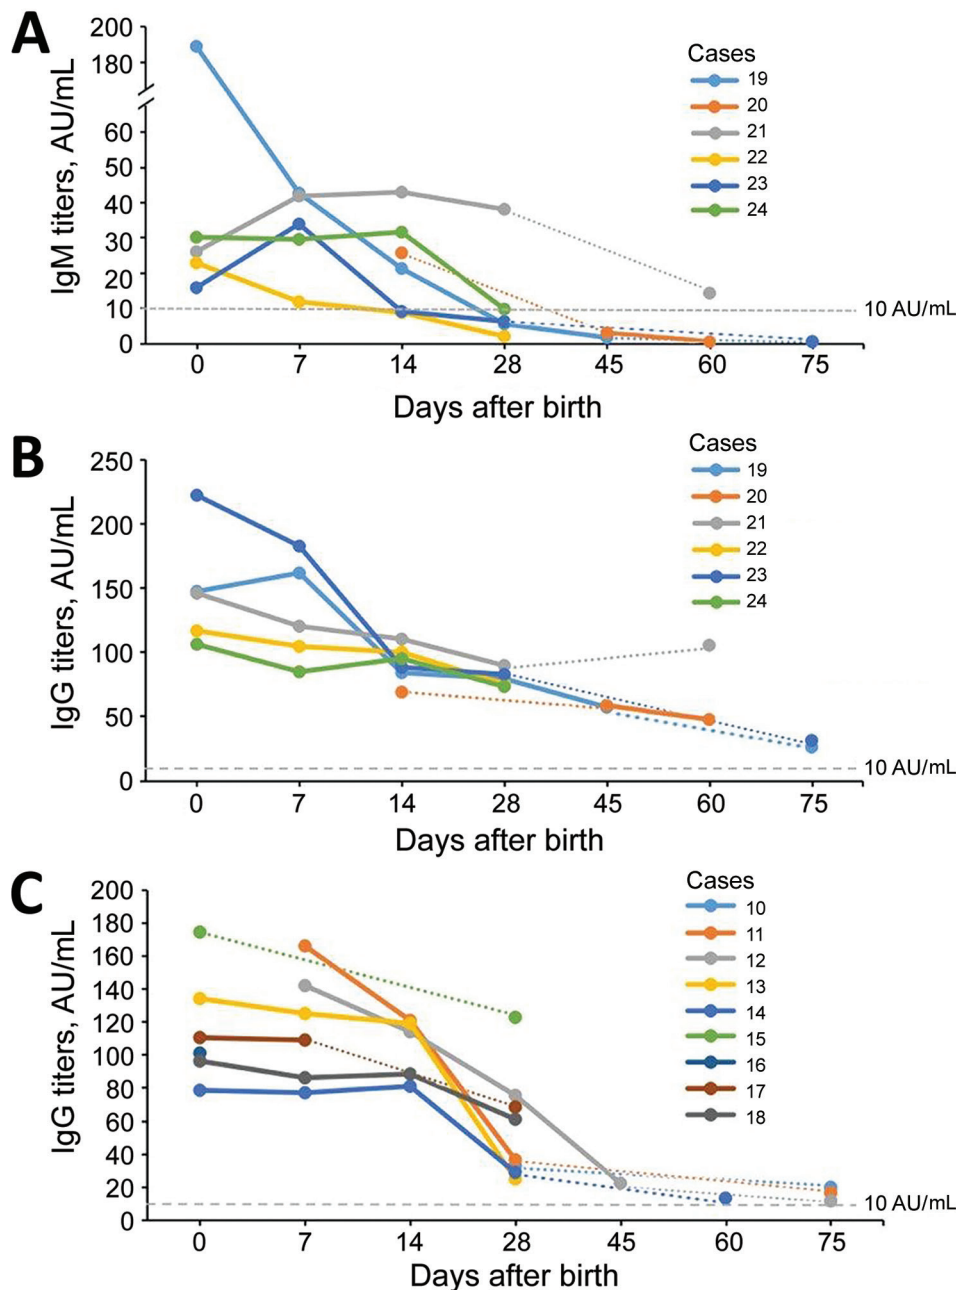 A
IgM titers, AU/mL
200
180
60
50
40
30
20
10
0
Cases
19
20
21
22
23
24
10 AU/mL
0 7 14 28 45 60 75
Days after birth
B
IgG titers, AU/mL
250
200
150
100
50
0
Cases
19
20
21
22
23
24
10 AU/mL
0 7 14 28 45 60 75
Days after birth
C
IgG titers, AU/mL
200
180
160
140
120
100
80
60
40
20
0
Cases
10
11
12
13
14
15
16
17
18
10 AU/mL
0 7 14 28 45 60 75
Days after birth